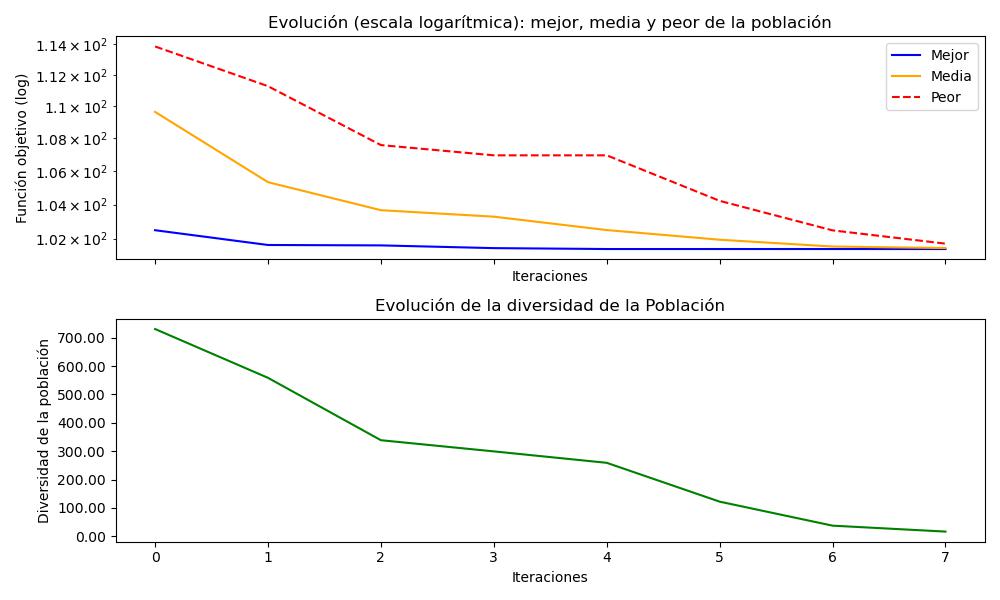 Evolución (escala logarítmica): mejor, media y peor de la población
Función objetivo (log)
1.14 × 10²
1.12 × 10²
1.1 × 10²
1.08 × 10²
1.06 × 10²
1.04 × 10²
1.02 × 10²
Mejor
Media
Peor
Iteraciones
Evolución de la diversidad de la Población
Diversidad de la población
700.00
600.00
500.00
400.00
300.00
200.00
100.00
0.00
0 1 2 3 4 5 6 7
Iteraciones